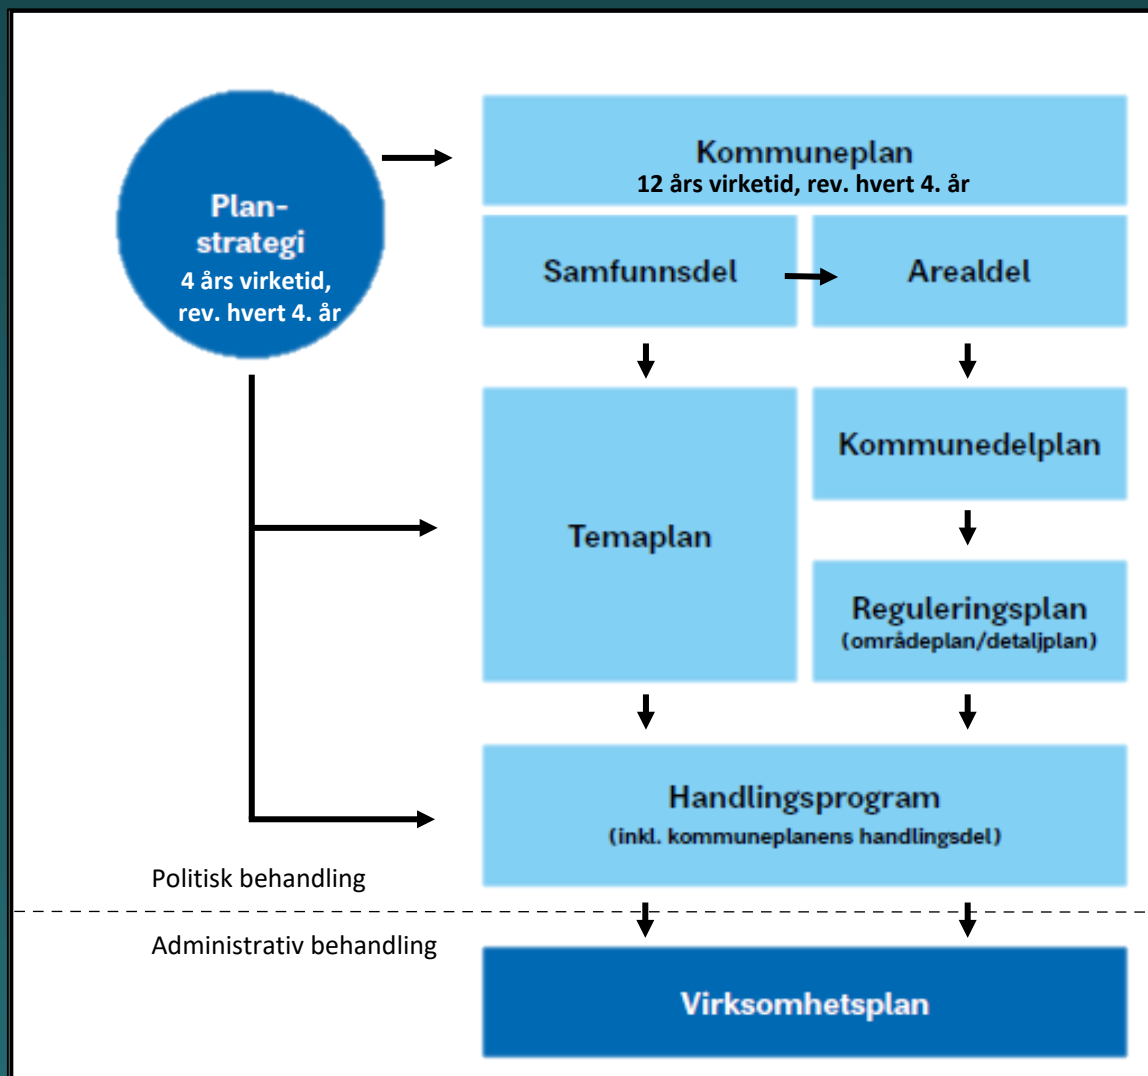 Plan-
strategi
4 års virketid,
rev. hvert 4. år
Kommuneplan
12 års virketid, rev. hvert 4. år
Samfunnsdel
Arealdel
Temaplan
Kommunedelplan
Reguleringsplan
(områdeplan/detaljplan)
Handlingsprogram
(inkl. kommuneplanens handlingsdel)
Politisk behandling
Administrativ behandling
Virksomhetsplan